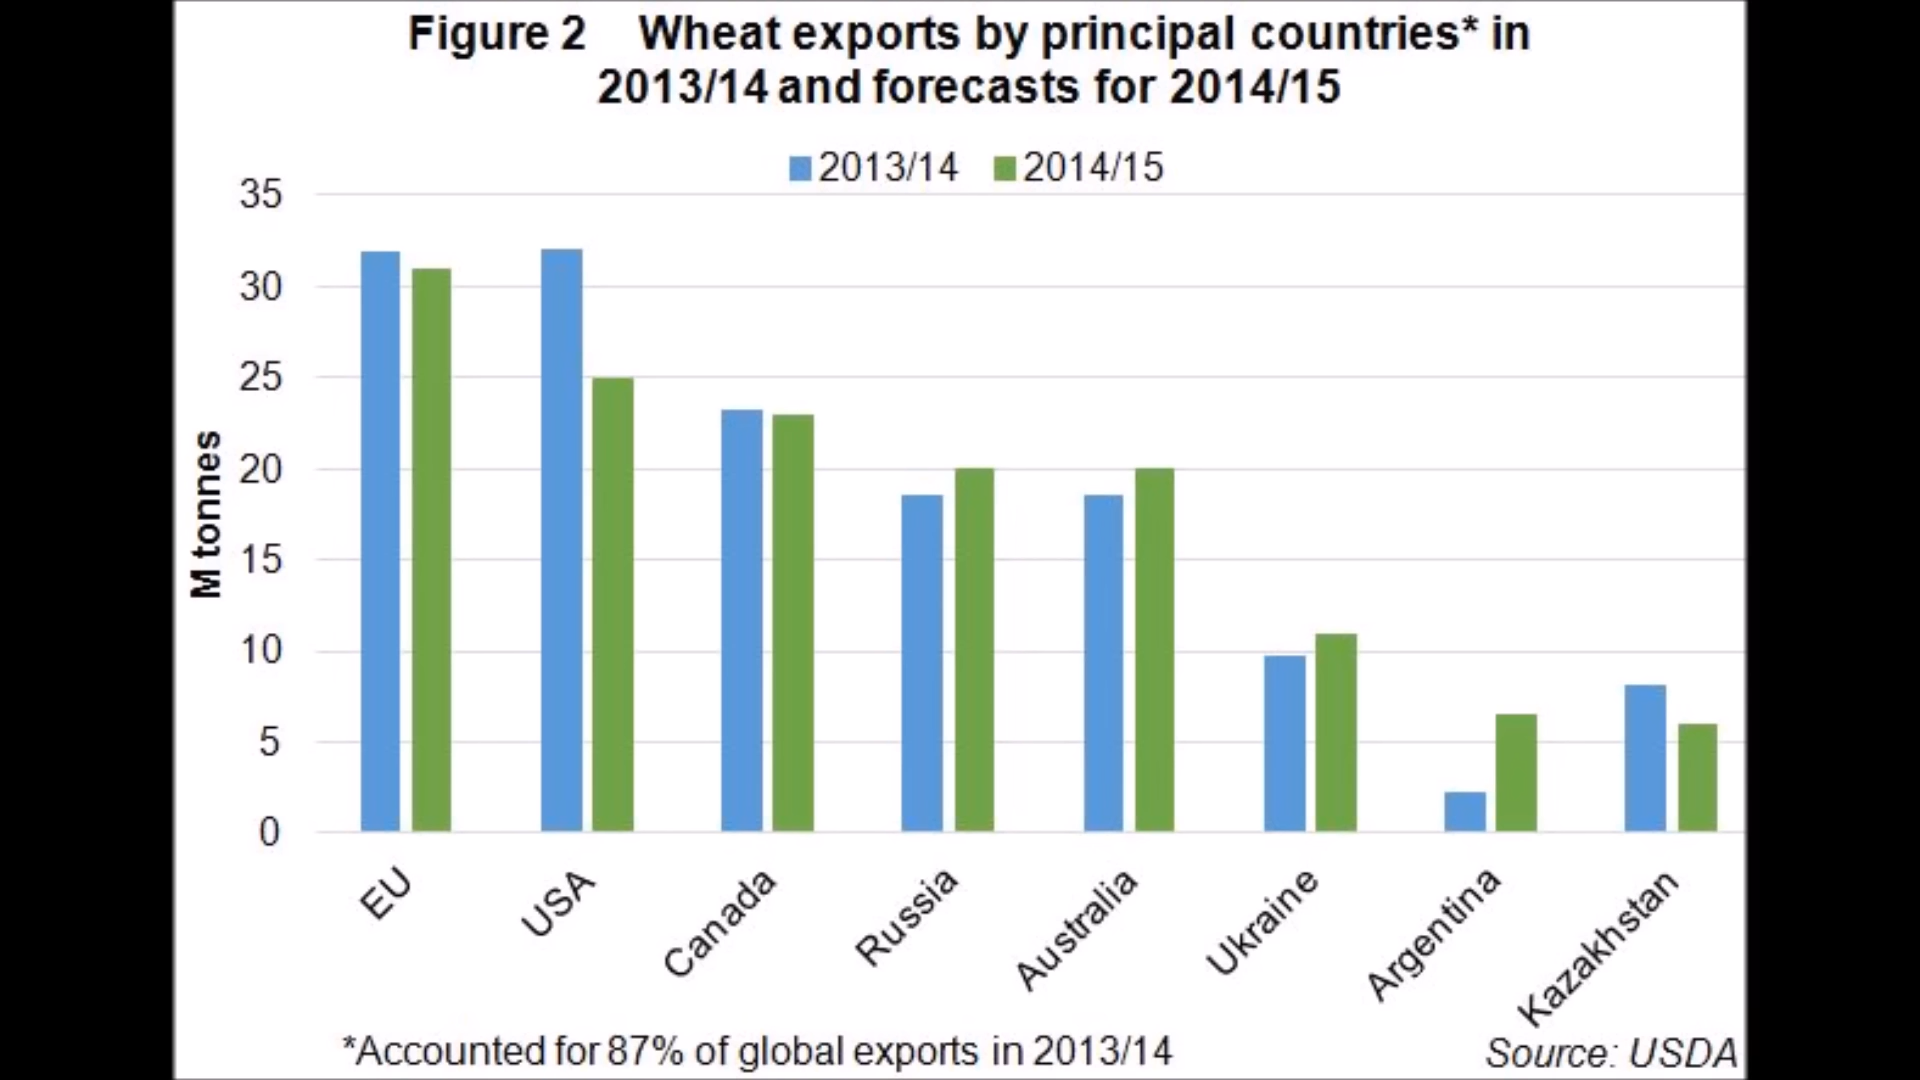 Figure 2 Wheat exports by principal countries* in
2013/14 and forecasts for 2014/15
2013/14 2014/15
35
30
25
20
15
10
5
0
M tonnes
EU
USA
Canada
Russia
Australia
Ukraine
Argentina
Kazakhstan
*Accounted for 87% of global exports in 2013/14
Source: USDA